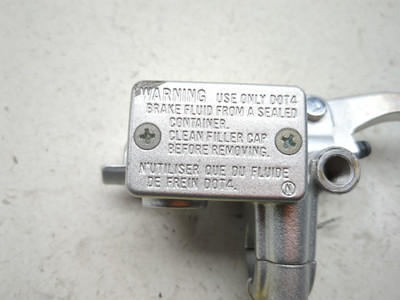 WARNING USE ONLY DOT4
BRAKE FLUID FROM A SEALED
CONTAINER.
CLEAN FILLER CAP
BEFORE REMOVING.
N'UTILISER QUE DU FLUIDE
DE FREIN DOT4. N